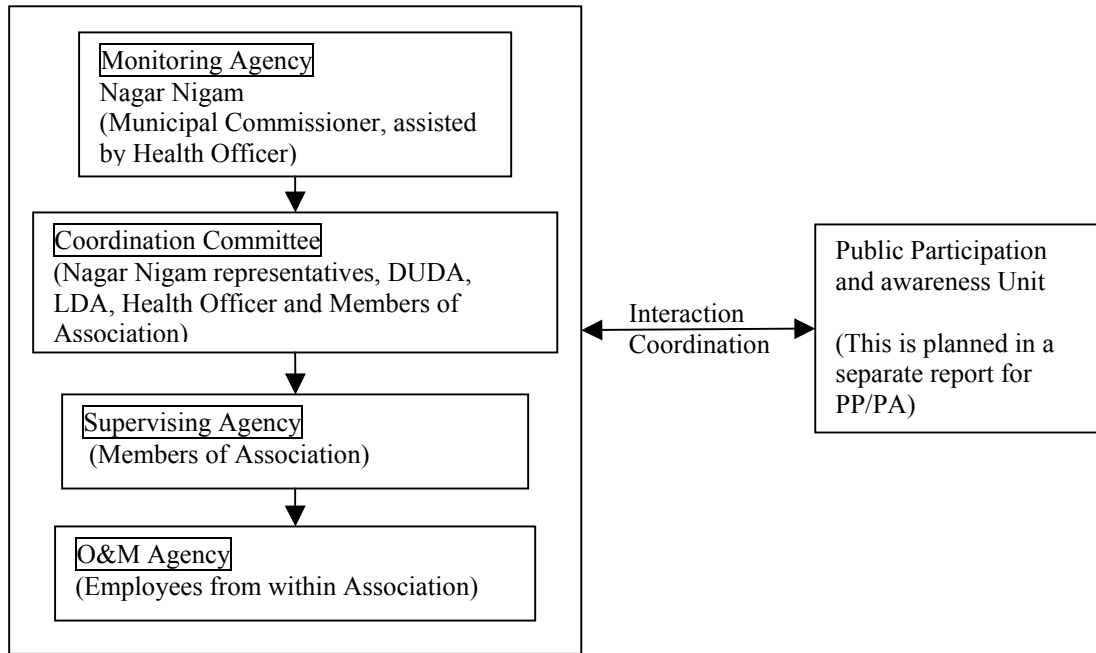 Monitoring Agency
Nagar Nigam
(Municipal Commissioner, assisted
by Health Officer)
Coordination Committee
(Nagar Nigam representatives, DUDA,
LDA, Health Officer and Members of
Association)
Supervising Agency
(Members of Association)
O&M Agency
(Employees from within Association)
Interaction
Coordination
Public Participation
and awareness Unit
(This is planned in a
separate report for
PP/PA)